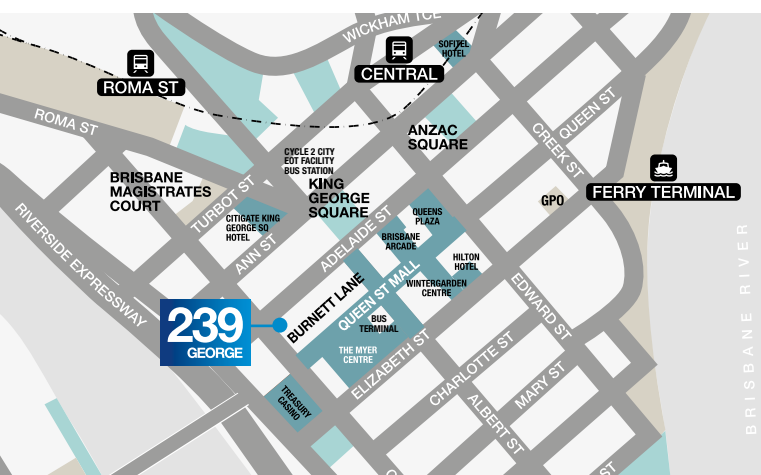 WICKHAM TCE
SOFITEL
HOTEL
CENTRAL
ROMA ST
ROMA ST
ANZAC
SQUARE
QUEEN ST
CREEK ST
CYCLE 2 CITY
EOT FACILITY
BUS STATION
KING
GEORGE
SQUARE
BRISBANE
MAGISTRATES
COURT
TURBOT ST
FERRY TERMINAL
GPO
CITIGATE KING
GEORGE SQ
HOTEL
ANN ST
ADELAIDE ST
QUEENS
PLAZA
BRISBANE
ARCADE
HILTON
HOTEL
WINTERGARDEN
CENTRE
RIVERSIDE EXPRESSWAY
BURNETT LANE
QUEEN ST MALL
EDWARD ST
BRISBANE RIVER
239
GEORGE
BUS
TERMINAL
THE MYER
CENTRE
ELIZABETH ST
CHARLOTTE ST
MARY ST
ALBERT ST
TREASURY
CASINO
ST